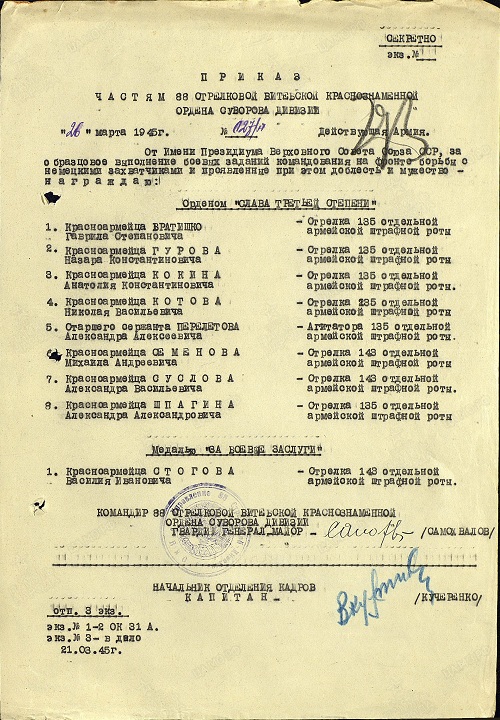 СЕКРЕТНО
экз.№
П Р И К А З
ЧАСТЯМ 88 СТРЕЛКОВОЙ ВИТЕБСКОЙ КРАСНОЗНАМЕННОЙ
ОРДЕНА СУВОРОВА ДИВИЗИИ
"26" марта 1945г. № Действующая Армия.
От Имени Президиума Верховного Совета Союза ССР, за
образцовое выполнение боевых заданий командования на фронте борьбы с
немецкими захватчиками и проявленные при этом доблесть и мужество -
н а г р а ж д а ю:
Орденом "СЛАВА ТРЕТЬЕЙ СТЕПЕНИ"
1. Красноармейца ВРАТИШКО - Стрелка 135 отдельной
Гаврила Степановича армейской штрафной роты
2. Красноармейца Г У Р О В А - Стрелка 135 отдельной
Назара Константиновича армейской штрафной роты
3. Красноармейца К О К И Н А - Стрелка 135 отдельной
Анатолия Константиновича армейской штрафной роты.
4. Красноармейца К О Т О В А - Стрелка 235 отдельной
Николая Васильевича армейской штрафной роты
5. Старшего сержанта ПЕРЕЛЕТОВА - Агитатора 135 отдельной
Александра Алексеевича армейской штрафной роты
6. Красноармейца СЕ М Е Н О В А - Стрелка 143 отдельной
Михаила Андреевича армейской штрафной роты
7. Красноармейца С У С Л О В А - Стрелка 143 отдельной
Александра Васильевича армейской штрафной роты.
8. Красноармейца Ш П А Г И Н А - Стрелка 135 отдельной
Александра Александровича армейской штрафной роты
Медалью "ЗА БОЕВЫЕ ЗАСЛУГИ"
1. Красноармейца С Т О Г О В А - Стрелка 143 отдельной
Василия Ивановича армейской штрафной роты.
КОМАНДИР 88 СТРЕЛКОВОЙ ВИТЕБСКОЙ КРАСНОЗНАМЕННОЙ
ОРДЕНА СУВОРОВА ДИВИЗИИ
ГВАРДИИ ГЕНЕРАЛ МАЙОР - /САМОХВАЛОВ/
НАЧАЛЬНИК ОТДЕЛЕНИЯ КАДРОВ
К А П И Т А Н - /КУЧЕРЕНКО/
отп. 3 экз.
экз.№ 1-2 ОК 31 А.
экз.№ 3- в дело
21.03.45г.